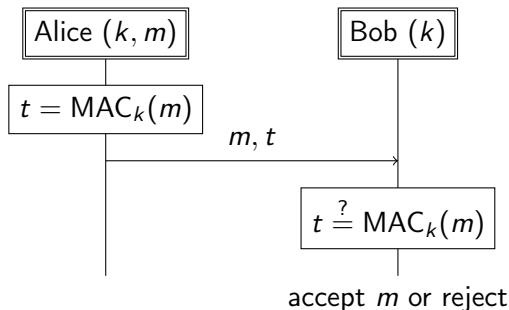 Alice (k, m)
Bob (k)
t = MAC_k(m)
m, t
t ≟ MAC_k(m)
accept m or reject